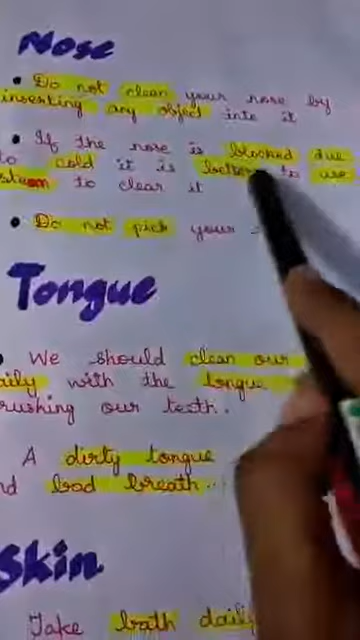 Nose
• Do not clean your nose by
inserting any object into it
• If the nose is blocked due
to cold it is better to use
steam to clear it
• Do not pick your
Tongue
• We should clean our
daily with the tongue
brushing our teeth.
A dirty tongue
bad breath..
Skin
Take bath daily